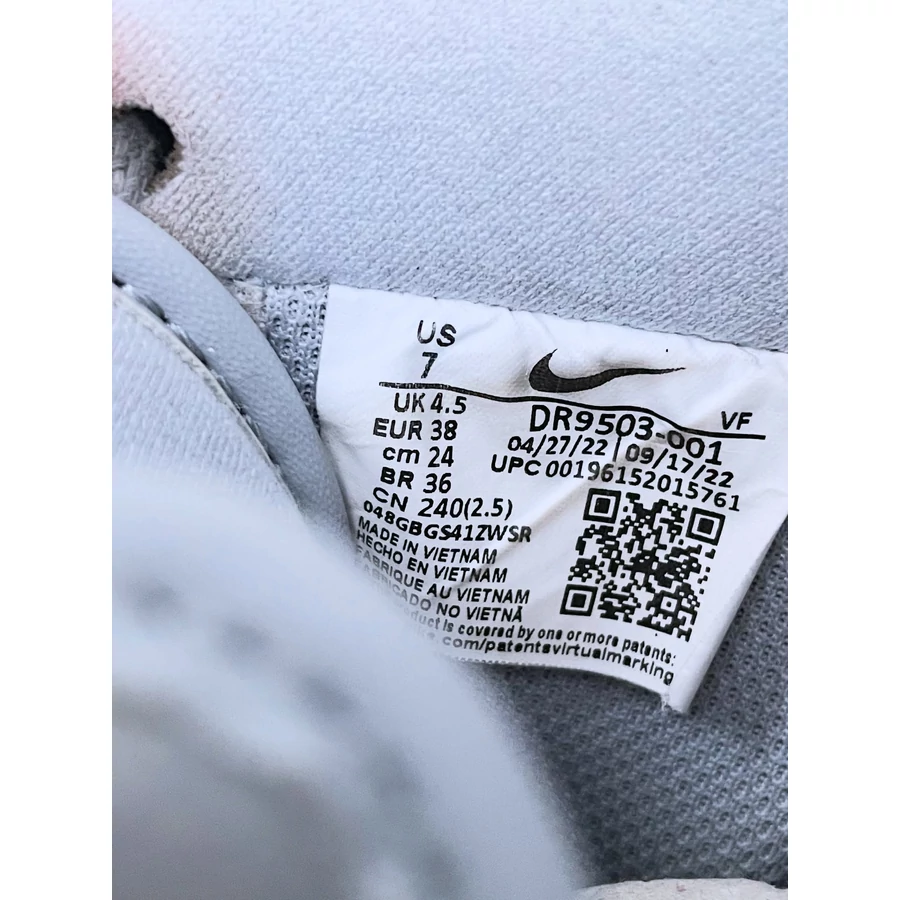 US
7
UK 4.5
EUR 38
cm 24
BR 36
CN 240(2.5)
048GBGS41ZWSR
MADE IN VIETNAM
HECHO EN VIETNAM
FABRIQUE AU VIETNAM
CADO NO VIETNÃ
duct is covered by one or more patents:
.com/patentsvirtualmarking
VF
DR9503-001
04/27/22 | 09/17/22
UPC 00196152015761